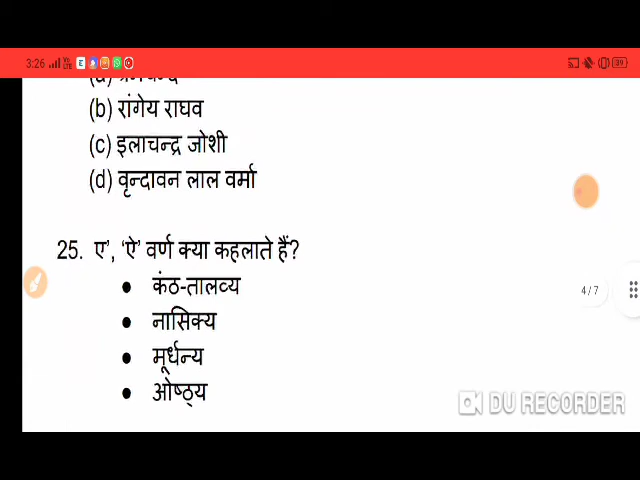 3:26
(b) रांगेय राघव
(c) इलाचन्द्र जोशी
(d) वृन्दावन लाल वर्मा
25. ए', 'ऐ' वर्ण क्या कहलाते हैं?
● कंठ-तालव्य
● नासिक्य
● मूर्धन्य
● ओष्ठ्य
4/7
DU RECORDER